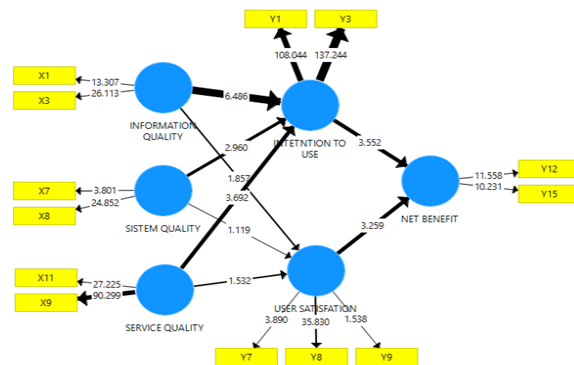 Y1
Y3
108.044
137.244
X1
X3
13.307
26.113
INFORMATION
QUALITY
6.486
INTETNTION TO
USE
2.960
1.857
3.692
3.552
X7
X8
3.801
24.852
SISTEM QUALITY
1.119
Y12
Y15
11.558
10.231
NET BENEFIT
3.259
X11
X9
27.225
90.299
SERVICE QUALITY
1.532
USER SATISFATION
3.890
35.830
1.538
Y7
Y8
Y9